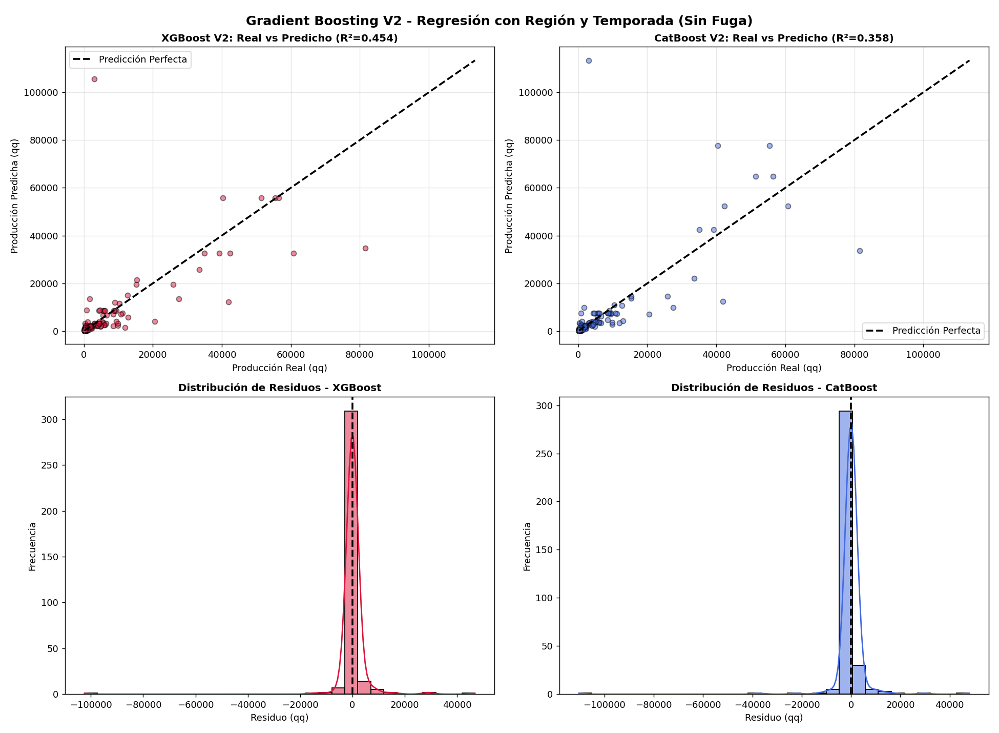 Gradient Boosting V2 - Regresión con Región y Temporada (Sin Fuga)
XGBoost V2: Real vs Predicho (R²=0.454)
Predicción Perfecta
Producción Predicha (qq)
100000
80000
60000
40000
20000
0
0 20000 40000 60000 80000 100000
Producción Real (qq)
CatBoost V2: Real vs Predicho (R²=0.358)
Producción Predicha (qq)
100000
80000
60000
40000
20000
0
Predicción Perfecta
0 20000 40000 60000 80000 100000
Producción Real (qq)
Distribución de Residuos - XGBoost
Frecuencia
300
250
200
150
100
50
0
−100000 −80000 −60000 −40000 −20000 0 20000 40000
Residuo (qq)
Distribución de Residuos - CatBoost
Frecuencia
300
250
200
150
100
50
0
−100000 −80000 −60000 −40000 −20000 0 20000 40000
Residuo (qq)